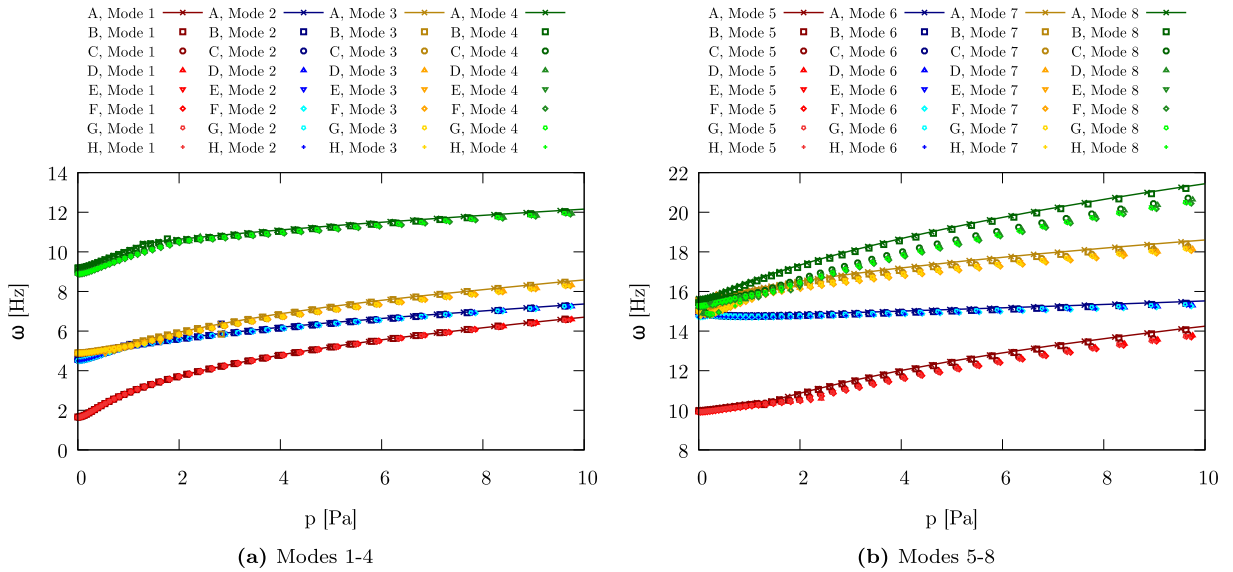 A, Mode 1 A, Mode 2 A, Mode 3 A, Mode 4
B, Mode 1 B, Mode 2 B, Mode 3 B, Mode 4
C, Mode 1 C, Mode 2 C, Mode 3 C, Mode 4
D, Mode 1 D, Mode 2 D, Mode 3 D, Mode 4
E, Mode 1 E, Mode 2 E, Mode 3 E, Mode 4
F, Mode 1 F, Mode 2 F, Mode 3 F, Mode 4
G, Mode 1 G, Mode 2 G, Mode 3 G, Mode 4
H, Mode 1 H, Mode 2 H, Mode 3 H, Mode 4
14
12
10
8
6
4
2
0
ω [Hz]
0 2 4 6 8 10
p [Pa]
(a) Modes 1-4
A, Mode 5 A, Mode 6 A, Mode 7 A, Mode 8
B, Mode 5 B, Mode 6 B, Mode 7 B, Mode 8
C, Mode 5 C, Mode 6 C, Mode 7 C, Mode 8
D, Mode 5 D, Mode 6 D, Mode 7 D, Mode 8
E, Mode 5 E, Mode 6 E, Mode 7 E, Mode 8
F, Mode 5 F, Mode 6 F, Mode 7 F, Mode 8
G, Mode 5 G, Mode 6 G, Mode 7 G, Mode 8
H, Mode 5 H, Mode 6 H, Mode 7 H, Mode 8
22
20
18
16
14
12
10
8
ω [Hz]
0 2 4 6 8 10
p [Pa]
(b) Modes 5-8